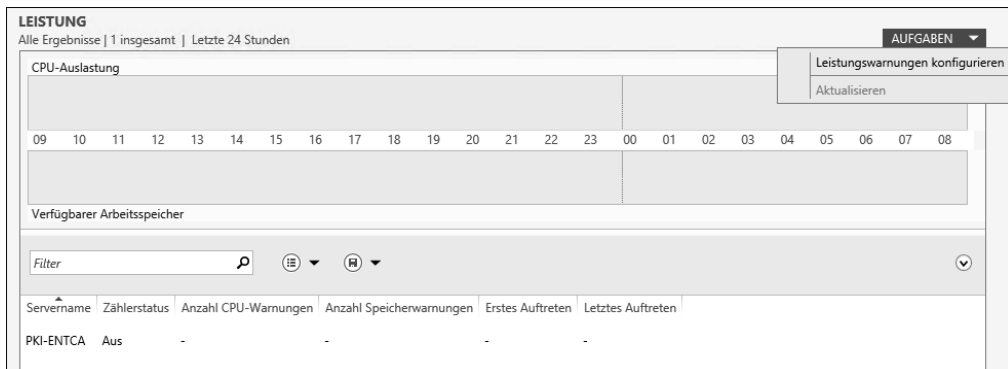 LEISTUNG
Alle Ergebnisse | 1 insgesamt | Letzte 24 Stunden
AUFGABEN
Leistungswarnungen konfigurieren
Aktualisieren
CPU-Auslastung
09 10 11 12 13 14 15 16 17 18 19 20 21 22 23 00 01 02 03 04 05 06 07 08
Verfügbarer Arbeitsspeicher
Filter
Servername Zählerstatus Anzahl CPU-Warnungen Anzahl Speicherwarnungen Erstes Auftreten Letztes Auftreten
PKI-ENTCA Aus - - - -